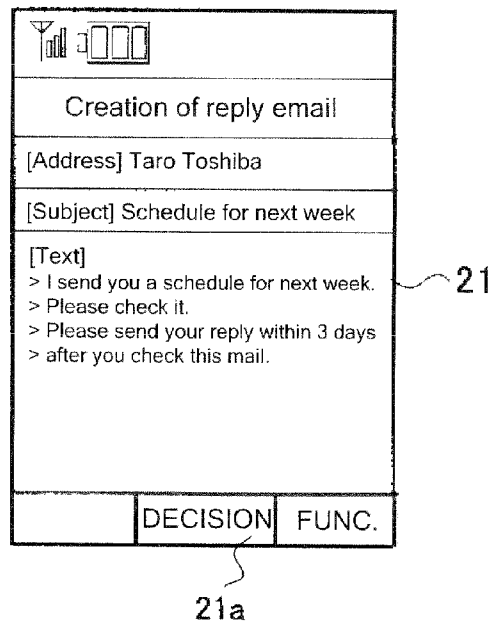 Creation of reply email
[Address] Taro Toshiba
[Subject] Schedule for next week
[Text]
> I send you a schedule for next week.
> Please check it.
> Please send your reply within 3 days
> after you check this mail.
21
DECISION FUNC.
21a